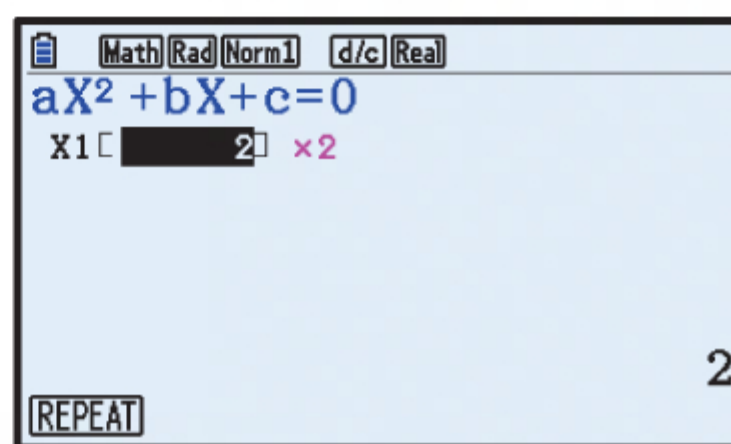 Math Rad Norm1 d/c Real
aX² +bX+c=0
X1[ 2] ×2
2
REPEAT